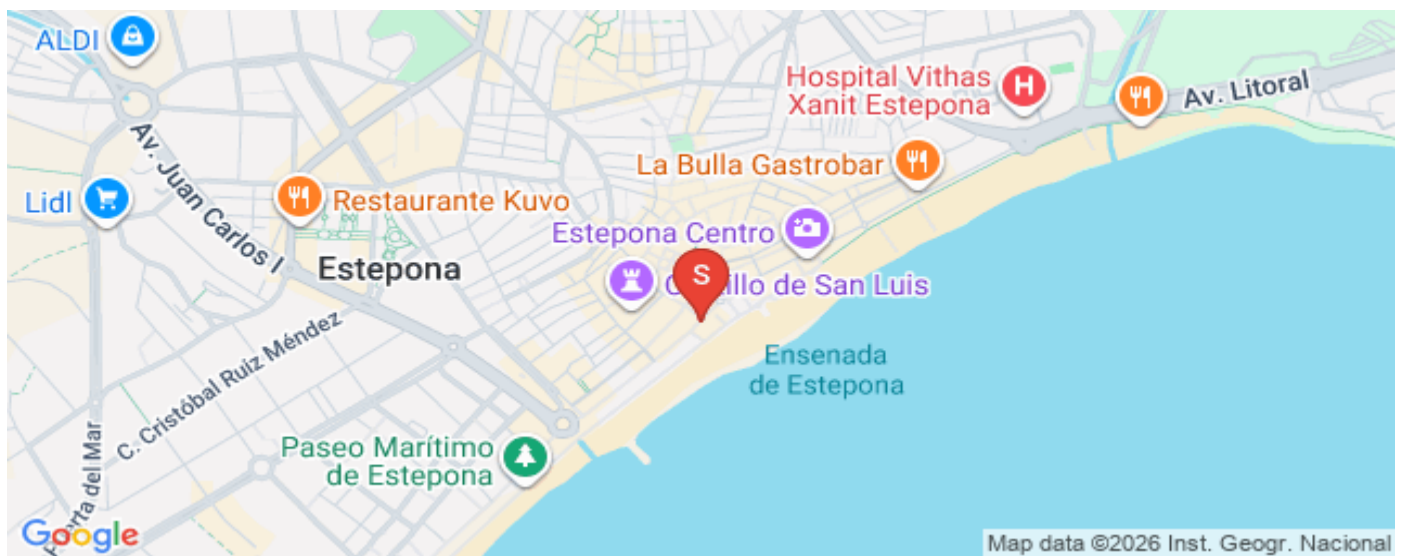 ALDI
Hospital Vithas
Xanit Estepona
Av. Litoral
Av. Juan Carlos I
La Bulla Gastrobar
Lidl
Restaurante Kuvo
Estepona Centro
Estepona
S
illo de San Luis
C. Cristóbal Ruiz Méndez
Ensenada
de Estepona
Paseo Marítimo
de Estepona
del Mar
Google
Map data ©2026 Inst. Geogr. Nacional